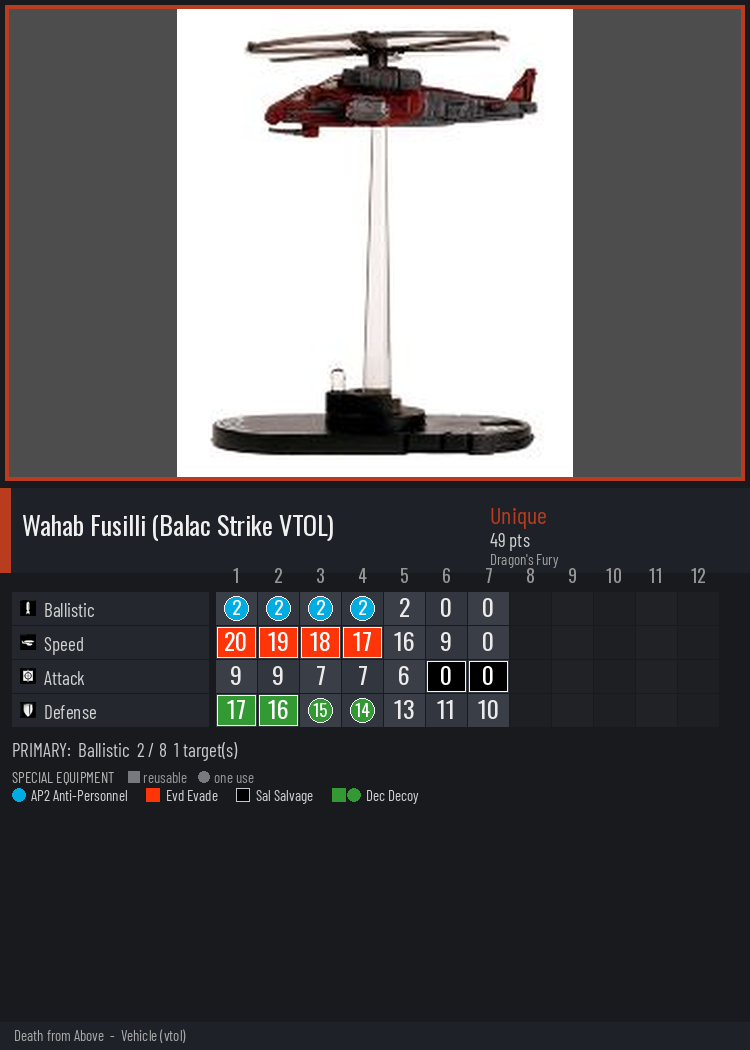 Wahab Fusilli (Balac Strike VTOL)
Unique
49 pts
Dragon's Fury
1 2 3 4 5 6 7 8 9 10 11 12
Ballistic 2 2 2 2 2 0 0
Speed 20 19 18 17 16 9 0
Attack 9 9 7 7 6 0 0
Defense 17 16 15 14 13 11 10
PRIMARY: Ballistic 2 / 8 1 target(s)
SPECIAL EQUIPMENT reusable one use
AP2 Anti-Personnel Evd Evade Sal Salvage Dec Decoy
Death from Above - Vehicle (vtol)